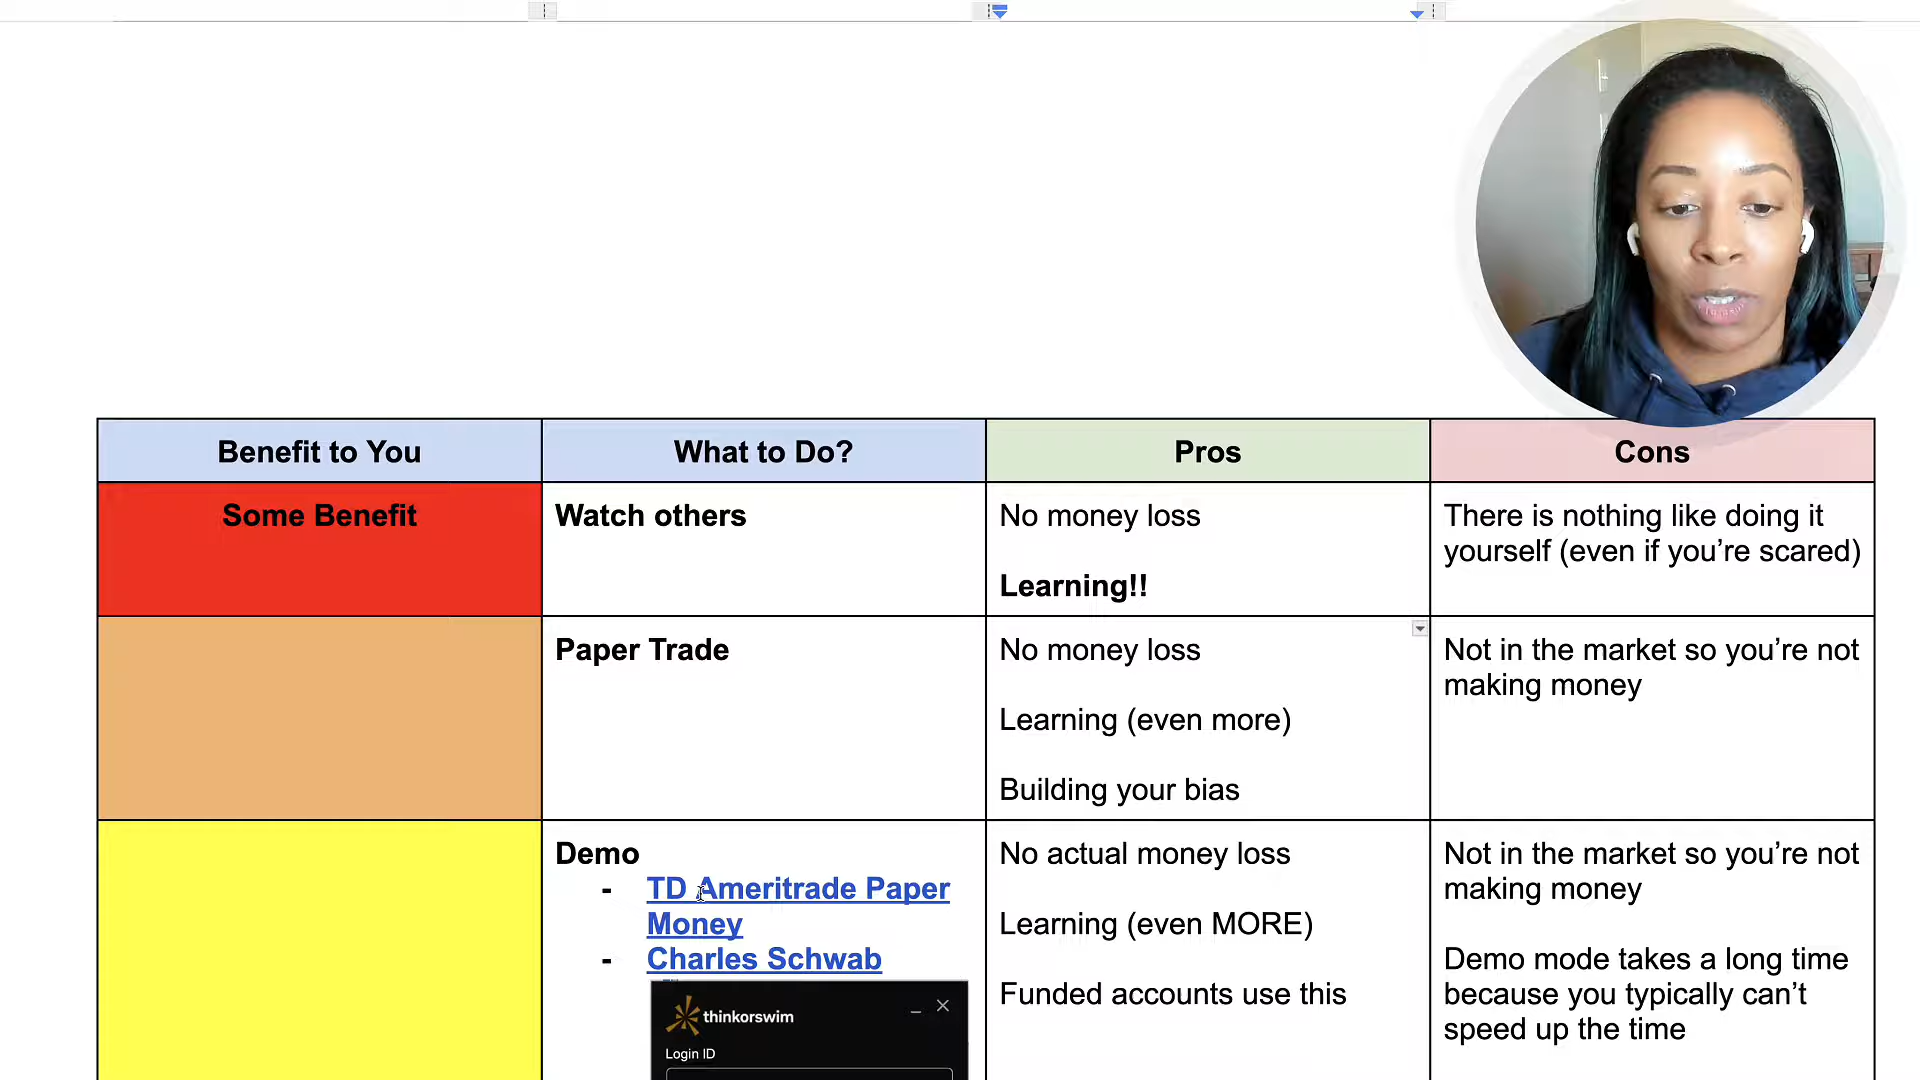 Benefit to You
What to Do?
Pros
Cons
Some Benefit
Watch others
No money loss
Learning!!
There is nothing like doing it
yourself (even if you’re scared)
Paper Trade
No money loss
Learning (even more)
Building your bias
Not in the market so you’re not
making money
Demo
- TD Ameritrade Paper
Money
- Charles Schwab
thinkorswim
Login ID
No actual money loss
Learning (even MORE)
Funded accounts use this
Not in the market so you’re not
making money
Demo mode takes a long time
because you typically can’t
speed up the time